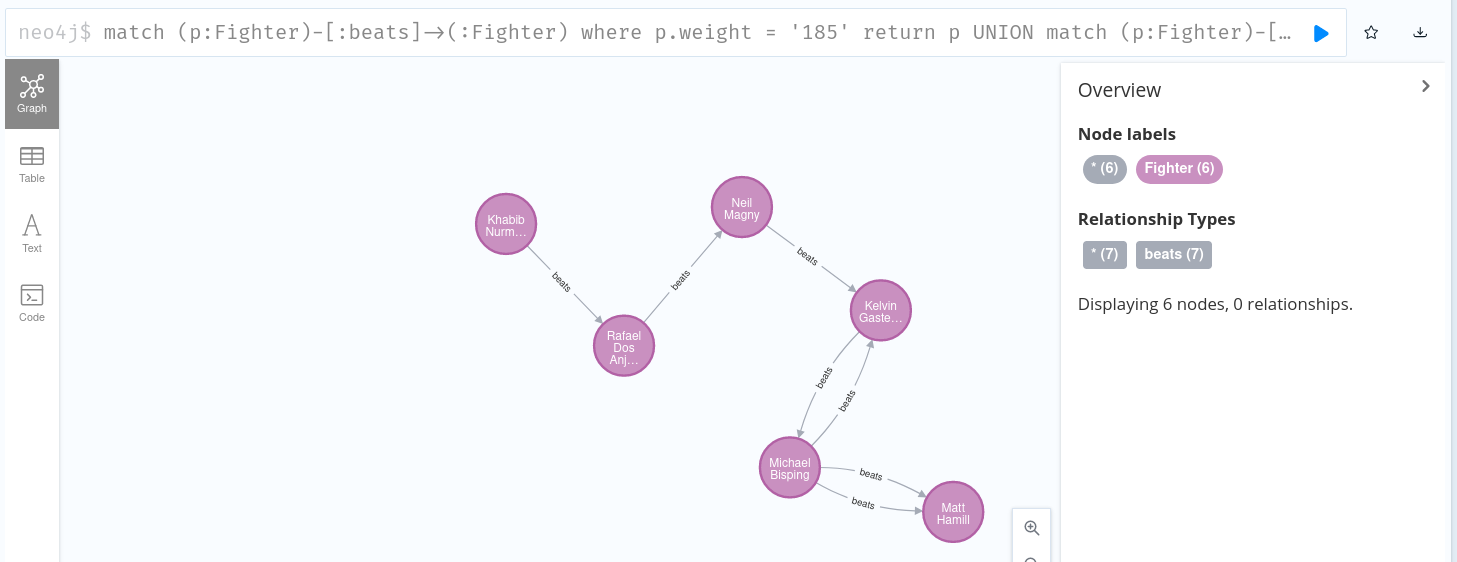 neo4j$ match (p:Fighter)-[:beats]->(:Fighter) where p.weight = '185' return p UNION match (p:Fighter)-[…
Graph
Table
Text
Code
Khabib
Nurm…
beats
Rafael
Dos
Anj…
beats
Neil
Magny
beats
Kelvin
Gaste…
beats
beats
Michael
Bisping
beats
beats
Matt
Hamill
Overview
Node labels
* (6) Fighter (6)
Relationship Types
* (7) beats (7)
Displaying 6 nodes, 0 relationships.